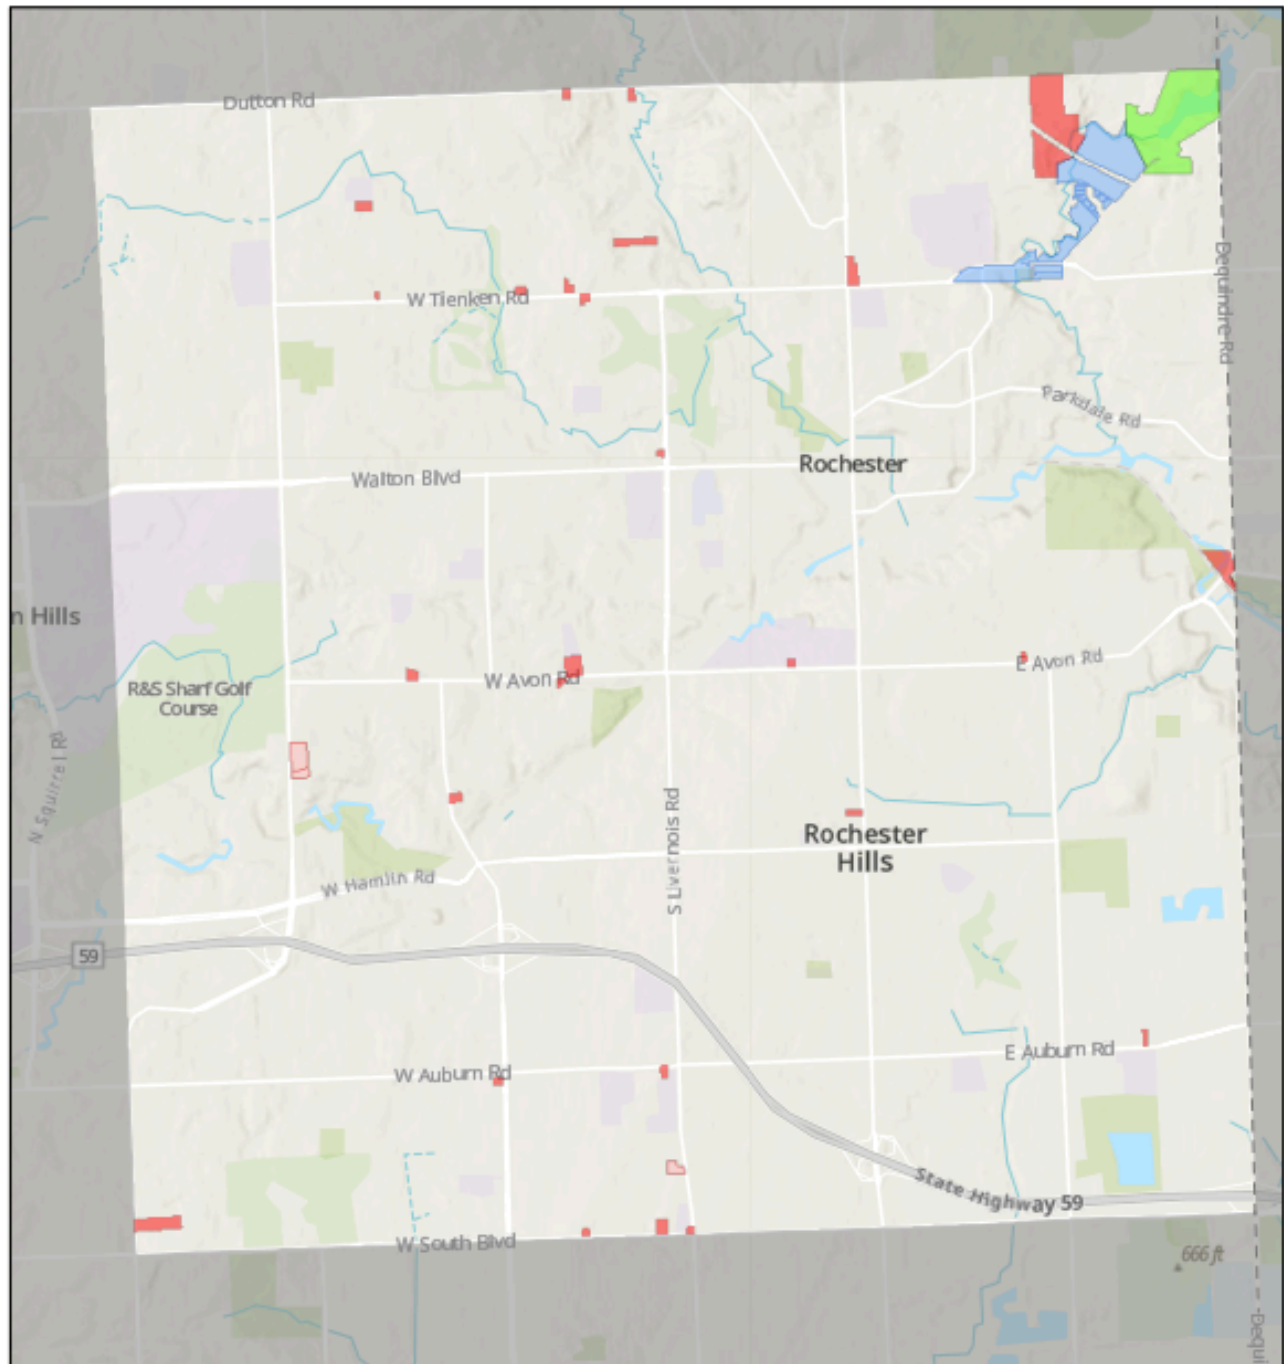 Dutton Rd
W Tienken Rd
Dequindre Rd
Parkdale Rd
Rochester
Walton Blvd
n Hills
E Avon Rd
W Avon Rd
R&S Sharf Golf
Course
N Squirrel R
S Livernois Rd
Rochester
Hills
W Hamlin Rd
59
E Auburn Rd
W Auburn Rd
State Highway 59
W South Blvd
666 ft
Dequi